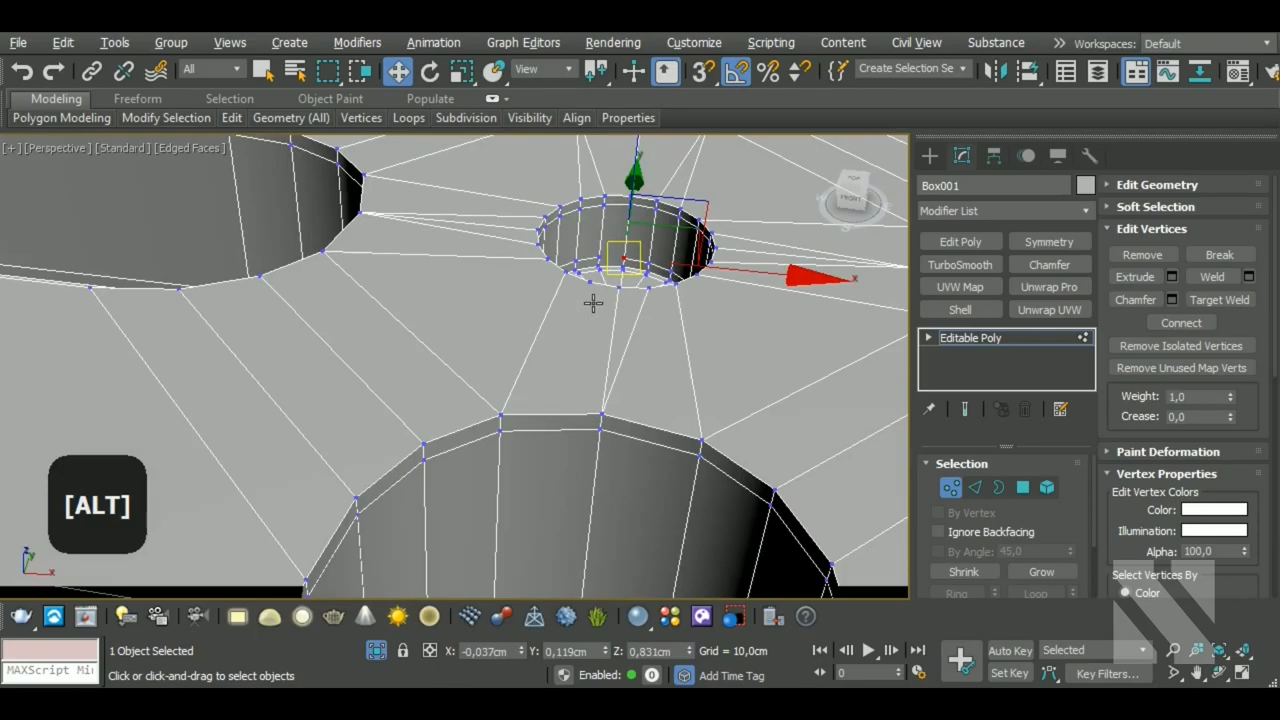 File Edit Tools Group Views Create Modifiers Animation Graph Editors Rendering Customize Scripting Content Civil View Substance Workspaces: Default
All View Create Selection Se
Modeling Freeform Selection Object Paint Populate
Polygon Modeling Modify Selection Edit Geometry (All) Vertices Loops Subdivision Visibility Align Properties
[+] [Perspective] [Standard] [Edged Faces]
TOP
FRONT
y
x
[ALT]
z
y
x
Box001
Modifier List
Edit Poly Symmetry
TurboSmooth Chamfer
UVW Map Unwrap Pro
Shell Unwrap UVW
Editable Poly
Selection
By Vertex
Ignore Backfacing
By Angle: 45,0
Shrink Grow
Ring Loop
Edit Geometry
Soft Selection
Edit Vertices
Remove Break
Extrude Weld
Chamfer Target Weld
Connect
Remove Isolated Vertices
Remove Unused Map Verts
Weight: 1,0
Crease: 0,0
Paint Deformation
Vertex Properties
Edit Vertex Colors
Color:
Illumination:
Alpha: 100,0
Select Vertices By
Color
1 Object Selected X: -0,037cm Y: 0,119cm Z: 0,831cm Grid = 10,0cm Auto Key Selected
MAXScript Mi Click or click-and-drag to select objects Enabled: 0 Add Time Tag 0 Set Key Key Filters...